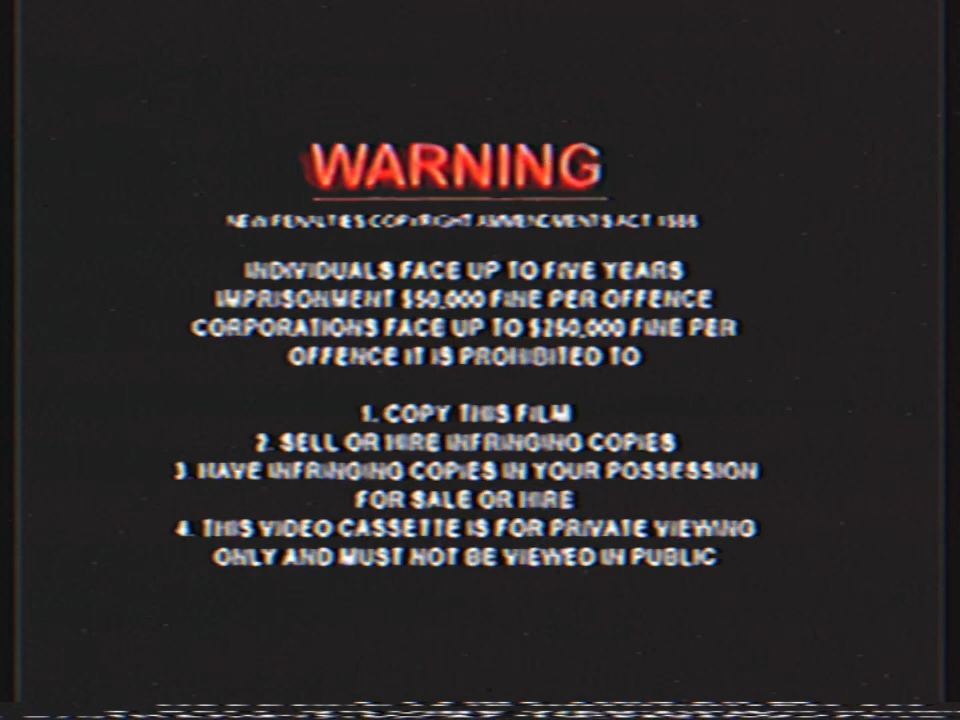 WARNING
NEW PENALTIES COPYRIGHT AMMENDMENTS ACT
INDIVIDUALS FACE UP TO FIVE YEARS
IMPRISONMENT $50,000 FINE PER OFFENCE
CORPORATIONS FACE UP TO $250,000 FINE PER
OFFENCE IT IS PROHIBITED TO
1. COPY THIS FILM
2. SELL OR HIRE INFRINGING COPIES
3. HAVE INFRINGING COPIES IN YOUR POSSESSION
FOR SALE OR HIRE
4. THIS VIDEO CASSETTE IS FOR PRIVATE VIEWING
ONLY AND MUST NOT BE VIEWED IN PUBLIC